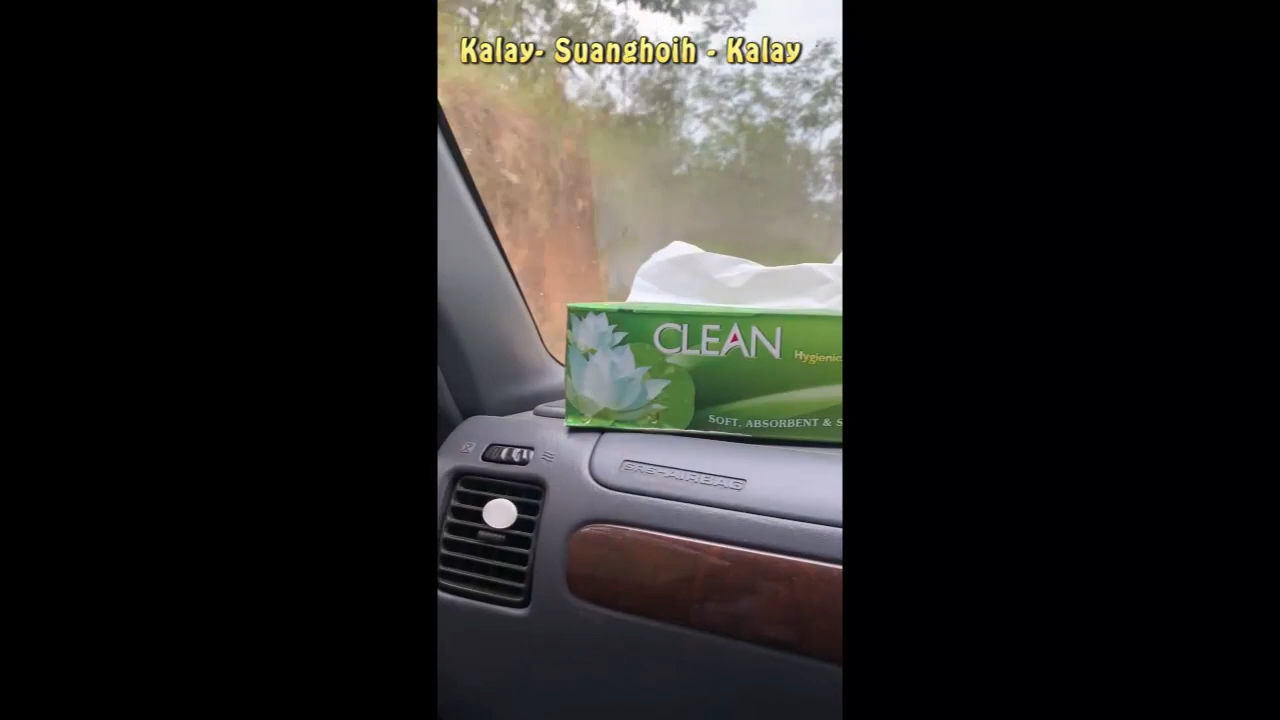 Kalay- Suanghoih - Kalay
CLEAN
Hygienic
SOFT, ABSORBENT & S
SRS-AIRBAG